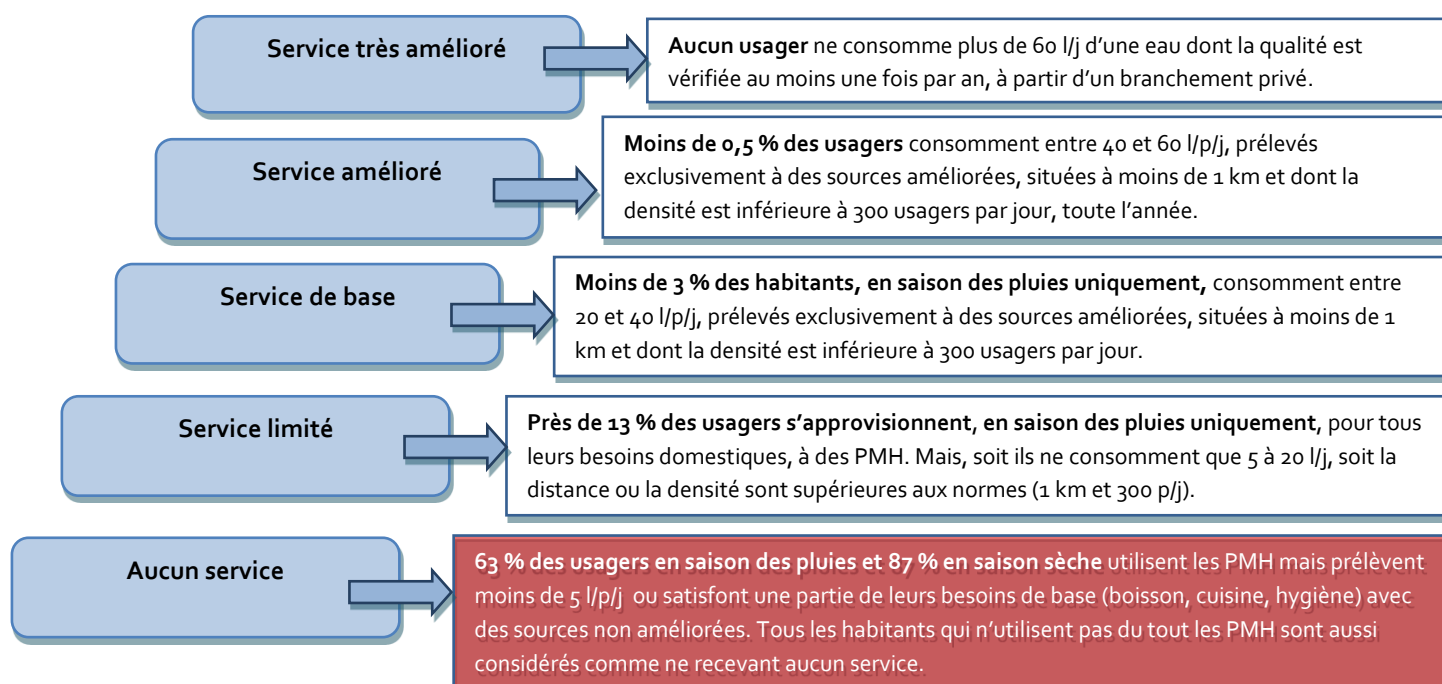 Service très amélioré
Aucun usager ne consomme plus de 60 l/j d’une eau dont la qualité est
vérifiée au moins une fois par an, à partir d’un branchement privé.
Service amélioré
Moins de 0,5 % des usagers consomment entre 40 et 60 l/p/j, prélevés
exclusivement à des sources améliorées, situées à moins de 1 km et dont la
densité est inférieure à 300 usagers par jour, toute l’année.
Service de base
Moins de 3 % des habitants, en saison des pluies uniquement, consomment entre
20 et 40 l/p/j, prélevés exclusivement à des sources améliorées, situées à moins de 1
km et dont la densité est inférieure à 300 usagers par jour.
Service limité
Près de 13 % des usagers s’approvisionnent, en saison des pluies uniquement, pour tous
leurs besoins domestiques, à des PMH. Mais, soit ils ne consomment que 5 à 20 l/j, soit la
distance ou la densité sont supérieures aux normes (1 km et 300 p/j).
Aucun service
63 % des usagers en saison des pluies et 87 % en saison sèche utilisent les PMH mais prélèvent
moins de 5 l/p/j ou satisfont une partie de leurs besoins de base (boisson, cuisine, hygiène) avec
des sources non améliorées. Tous les habitants qui n’utilisent pas du tout les PMH sont aussi
considérés comme ne recevant aucun service.